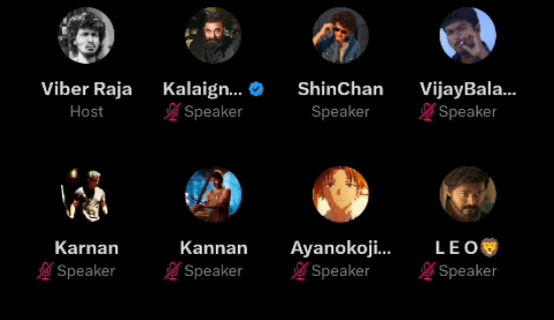 Viber Raja Kalaign... ShinChan VijayBala...
Host Speaker Speaker Speaker
Karnan Kannan Ayanokoji... L E O🦁
Speaker Speaker Speaker Speaker